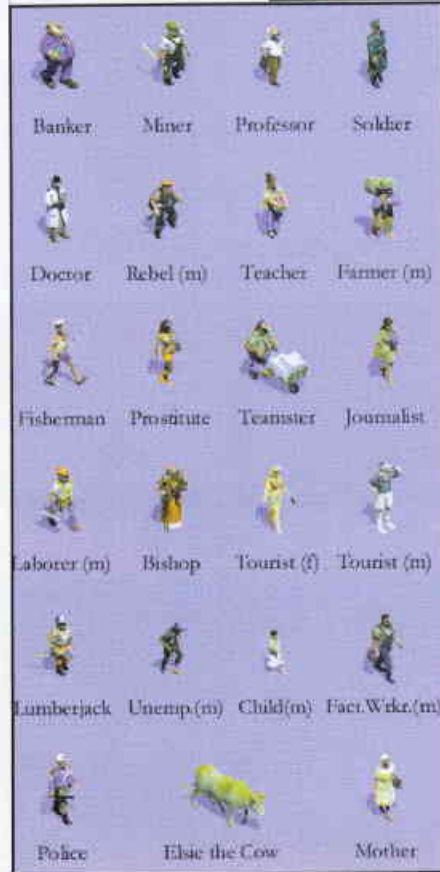 Banker Miner Professor Soldier
Doctor Rebel (m) Teacher Farmer (m)
Fisherman Prostitute Teamster Journalist
Laborer (m) Bishop Tourist (f) Tourist (m)
Lumberjack Unemp.(m) Child(m) Fact.Wrkr.(m)
Police Elsie the Cow Mother